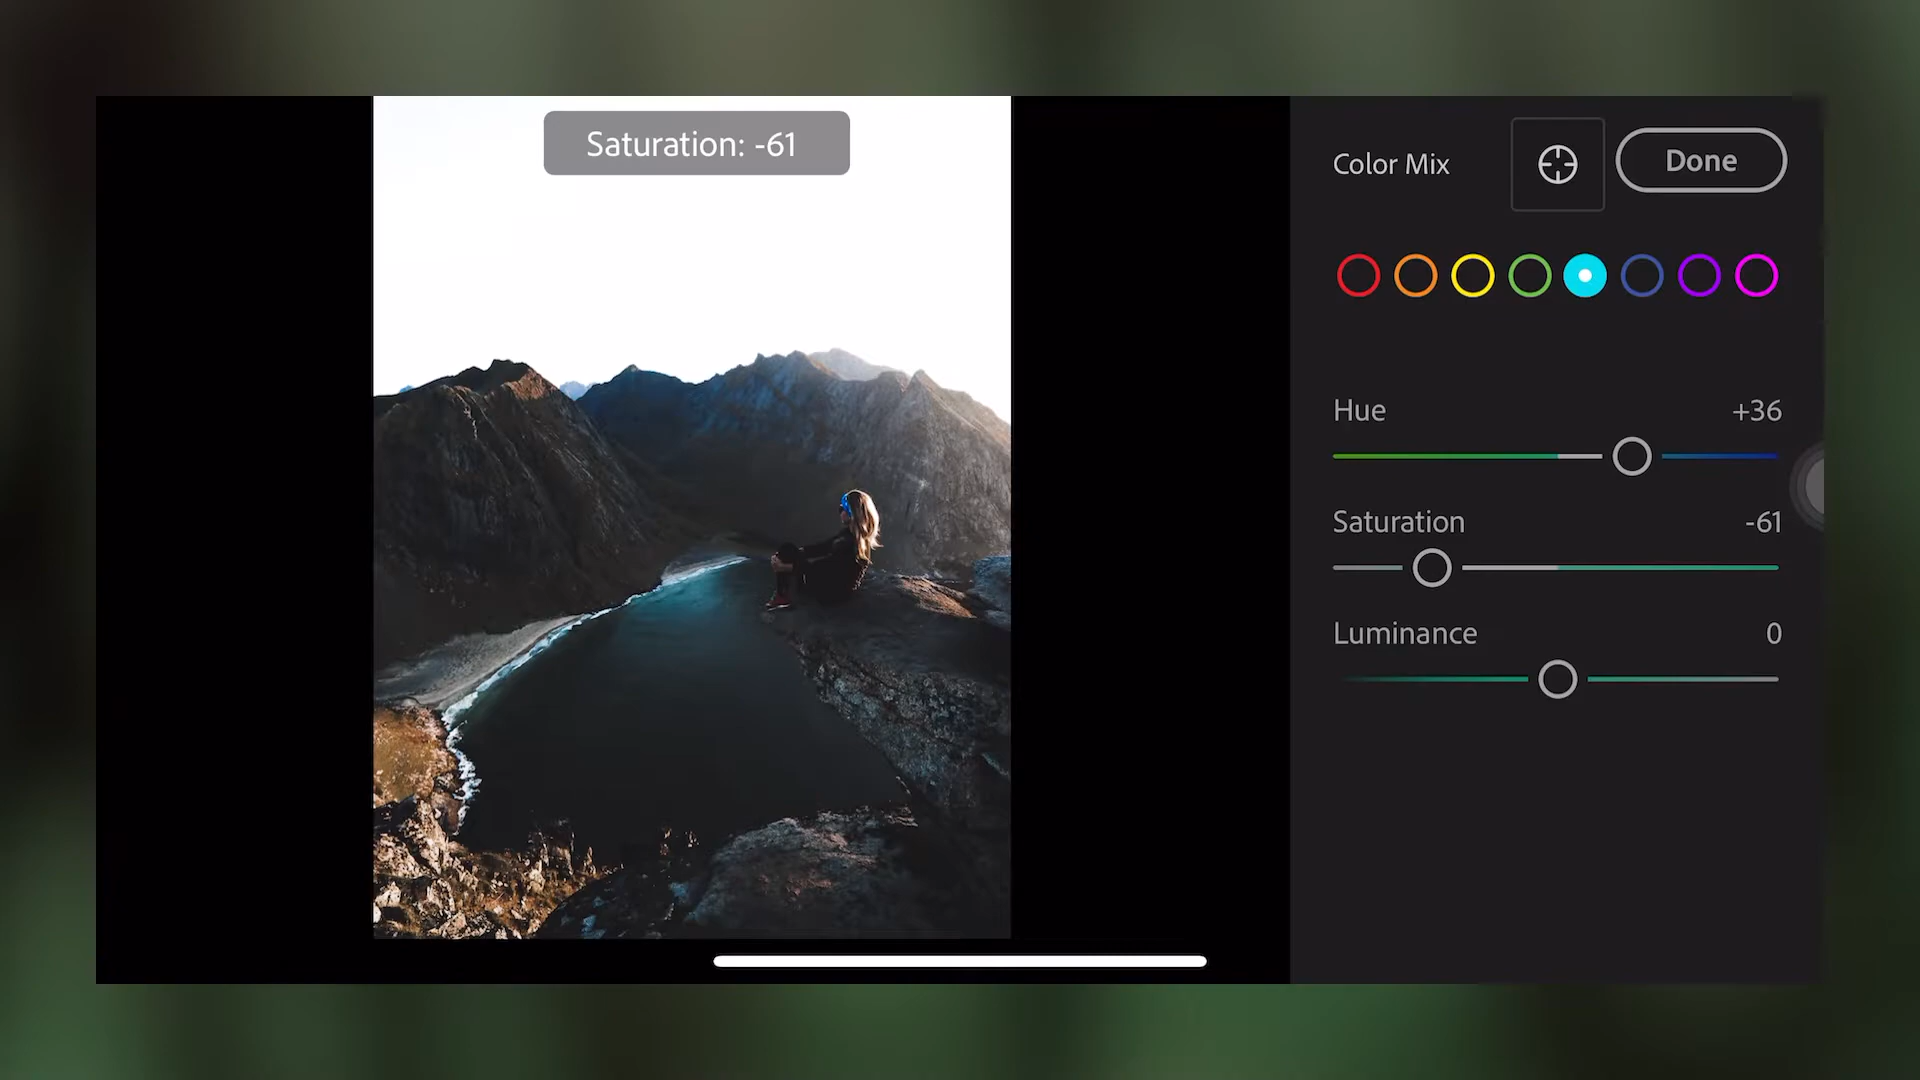 Saturation: -61
Color Mix
Done
Hue
+36
Saturation
-61
Luminance
0